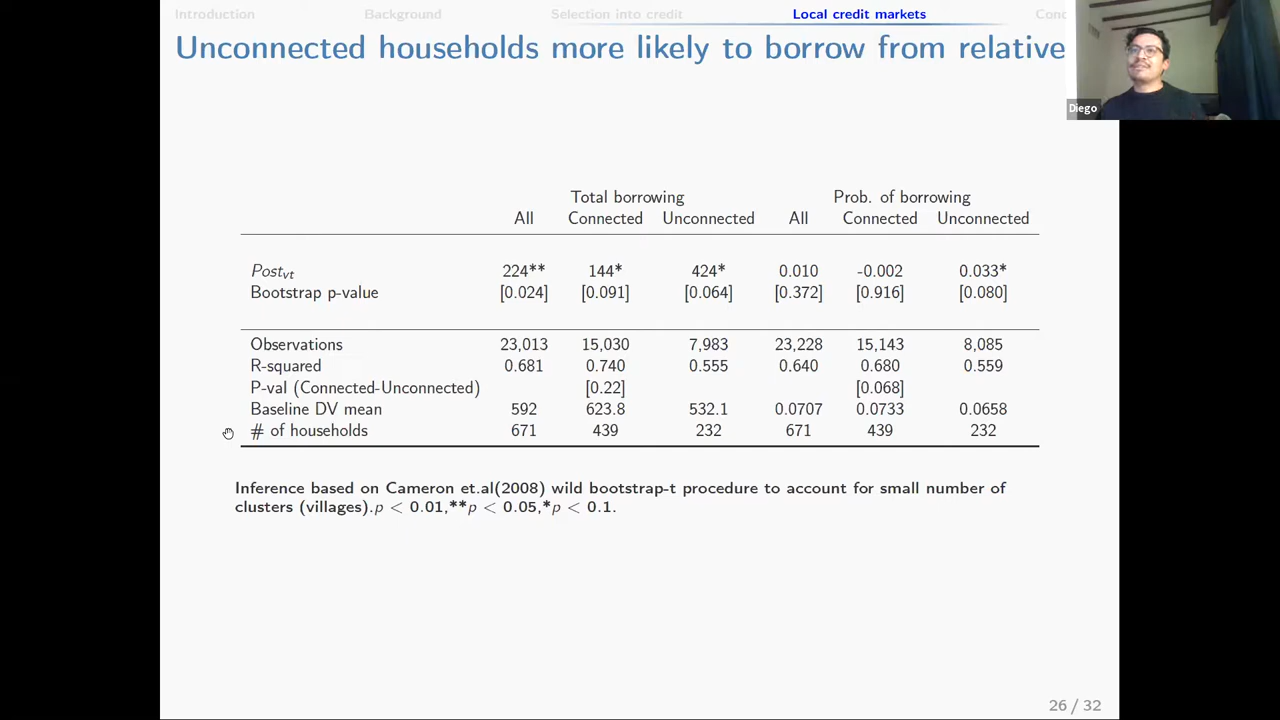 Introduction Background Selection into credit Local credit markets
Unconnected households more likely to borrow from relative
Diego
Total borrowing Prob. of borrowing
All Connected Unconnected All Connected Unconnected
Post_vt 224** 144* 424* 0.010 -0.002 0.033*
Bootstrap p-value [0.024] [0.091] [0.064] [0.372] [0.916] [0.080]
Observations 23,013 15,030 7,983 23,228 15,143 8,085
R-squared 0.681 0.740 0.555 0.640 0.680 0.559
P-val (Connected-Unconnected) [0.22] [0.068]
Baseline DV mean 592 623.8 532.1 0.0707 0.0733 0.0658
# of households 671 439 232 671 439 232
Inference based on Cameron et.al(2008) wild bootstrap-t procedure to account for small number of
clusters (villages).p < 0.01,**p < 0.05,*p < 0.1.
26 / 32